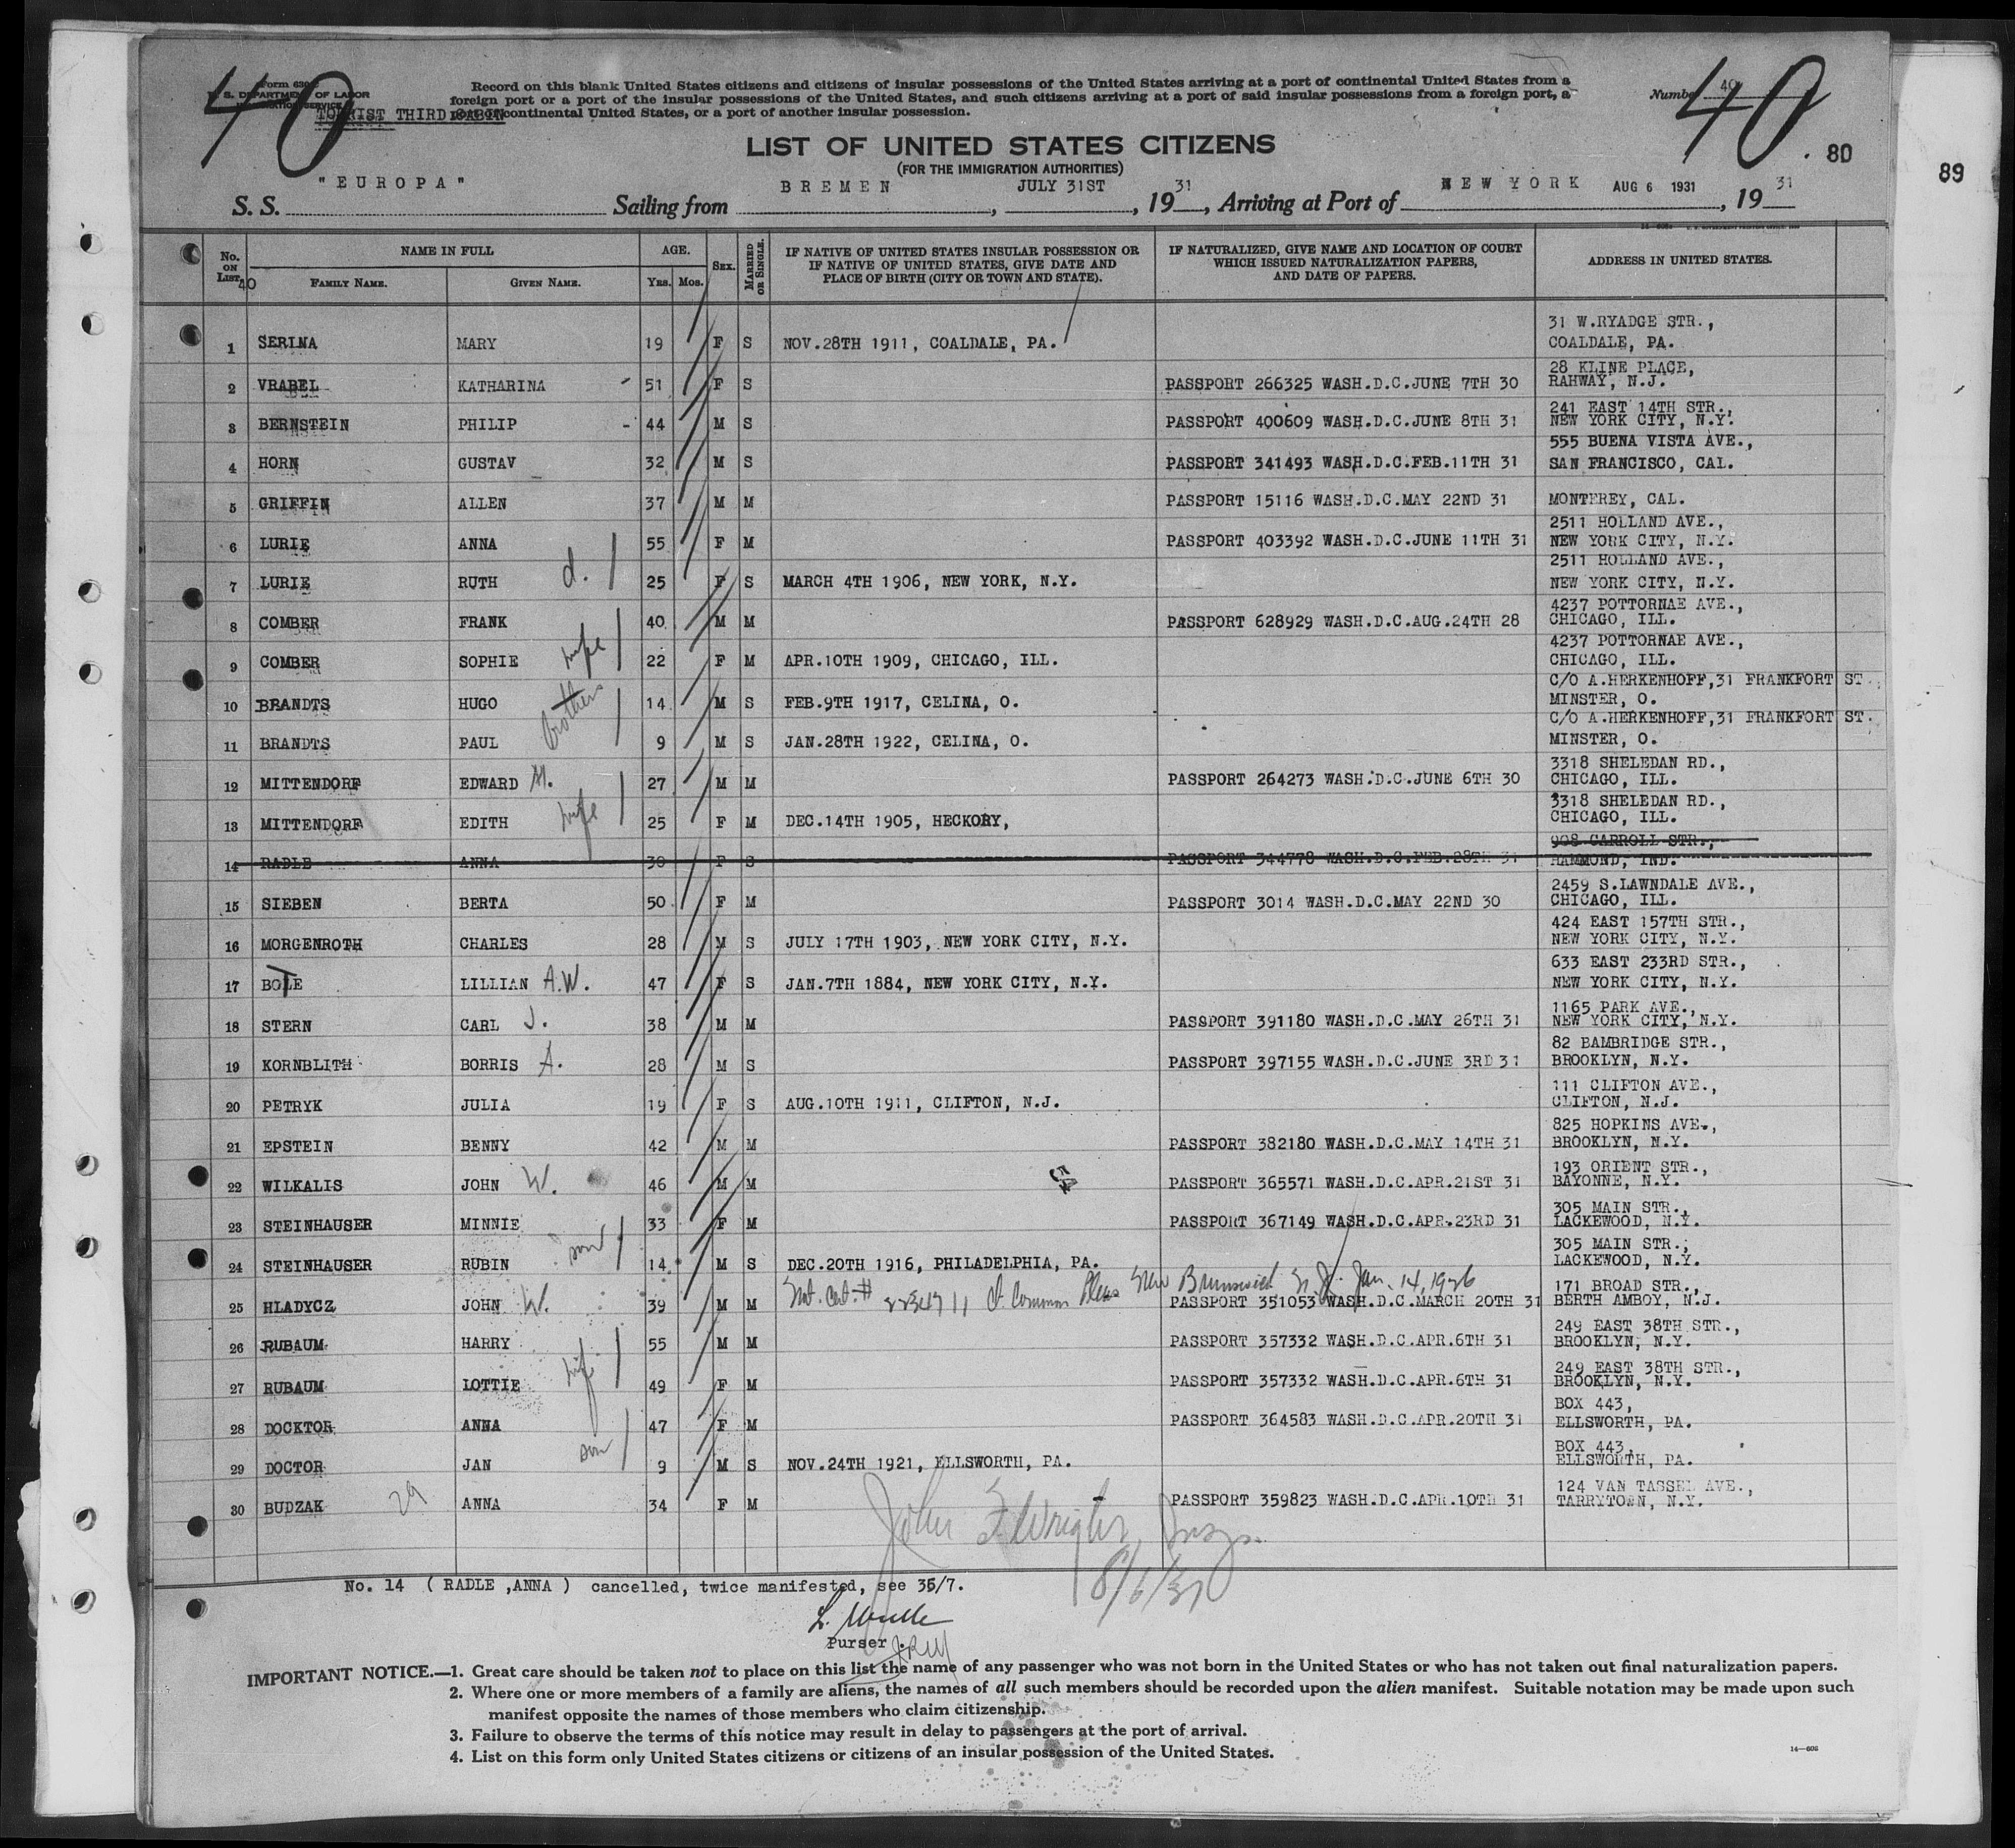 40
Form 630
U. S. DEPARTMENT OF LABOR
IMMIGRATION SERVICE
TOURIST THIRD CABIN
Record on this blank United States citizens and citizens of insular possessions of the United States arriving at a port of continental United States from a
foreign port or a port of the insular possessions of the United States, and such citizens arriving at a port of said insular possessions from a foreign port, a
port of continental United States, or a port of another insular possession.
Number 40
40
80
89
LIST OF UNITED STATES CITIZENS
(FOR THE IMMIGRATION AUTHORITIES)
S. S. "EUROPA" Sailing from BREMEN, JULY 31ST, 1931, Arriving at Port of NEW YORK AUG 6 1931, 1931
No. ON LIST 40 NAME IN FULL FAMILY NAME. GIVEN NAME. AGE. YRS. MOS. SEX. MARRIED OR SINGLE. IF NATIVE OF UNITED STATES INSULAR POSSESSION OR IF NATIVE OF UNITED STATES, GIVE DATE AND PLACE OF BIRTH (CITY OR TOWN AND STATE). IF NATURALIZED, GIVE NAME AND LOCATION OF COURT WHICH ISSUED NATURALIZATION PAPERS, AND DATE OF PAPERS. ADDRESS IN UNITED STATES.
1 SERINA MARY 19 F S NOV.28TH 1911, COALDALE, PA. 31 W.RYADGE STR., COALDALE, PA.
2 VRABEL KATHARINA - 51 F S PASSPORT 266325 WASH.D.C.JUNE 7TH 30 28 KLINE PLACE, RAHWAY, N.J.
3 BERNSTEIN PHILIP - 44 M S PASSPORT 400609 WASH.D.C.JUNE 8TH 31 241 EAST 14TH STR., NEW YORK CITY, N.Y.
4 HORN GUSTAV 32 M S PASSPORT 341493 WASH.D.C.FEB.11TH 31 555 BUENA VISTA AVE., SAN FRANCISCO, CAL.
5 GRIFFIN ALLEN 37 M M PASSPORT 15116 WASH.D.C.MAY 22ND 31 MONTEREY, CAL.
6 LURIE ANNA 55 F M PASSPORT 403392 WASH.D.C.JUNE 11TH 31 2511 HOLLAND AVE., NEW YORK CITY, N.Y.
7 LURIE RUTH d. 25 F S MARCH 4TH 1906, NEW YORK, N.Y. 2511 HOLLAND AVE., NEW YORK CITY, N.Y.
8 COMBER FRANK 40 M M PASSPORT 628929 WASH.D.C.AUG.24TH 28 4237 POTTORNAE AVE., CHICAGO, ILL.
9 COMBER SOPHIE wife 22 F M APR.10TH 1909, CHICAGO, ILL. 4237 POTTORNAE AVE., CHICAGO, ILL.
10 BRANDTS HUGO brothers 14 M S FEB.9TH 1917, CELINA, O. C/O A.HERKENHOFF,31 FRANKFORT ST. MINSTER, O.
11 BRANDTS PAUL 9 M S JAN.28TH 1922, CELINA, O. C/O A.HERKENHOFF,31 FRANKFORT ST. MINSTER, O.
12 MITTENDORF EDWARD M. 27 M M PASSPORT 264273 WASH.D.C.JUNE 6TH 30 3318 SHELEDAN RD., CHICAGO, ILL.
13 MITTENDORF EDITH wife 25 F M DEC.14TH 1905, HECKORY, 3318 SHELEDAN RD., CHICAGO, ILL.
14 RADLE ANNA 30 F S PASSPORT 344778 WASH.D.C.FEB.28TH 31 908 CARROLL STR., HAMMOND, IND.
15 SIEBEN BERTA 50 F M PASSPORT 3014 WASH.D.C.MAY 22ND 30 2459 S.LAWNDALE AVE., CHICAGO, ILL.
16 MORGENROTH CHARLES 28 M S JULY 17TH 1903, NEW YORK CITY, N.Y. 424 EAST 157TH STR., NEW YORK CITY, N.Y.
17 BOTE LILLIAN A.W. 47 F S JAN.7TH 1884, NEW YORK CITY, N.Y. 633 EAST 233RD STR., NEW YORK CITY, N.Y.
18 STERN CARL J. 38 M M PASSPORT 391180 WASH.D.C.MAY 26TH 31 1165 PARK AVE., NEW YORK CITY, N.Y.
19 KORNBLITH BORRIS A. 28 M S PASSPORT 397155 WASH.D.C.JUNE 3RD 31 82 BAMBRIDGE STR., BROOKLYN, N.Y.
20 PETRYK JULIA 19 F S AUG.10TH 1911, CLIFTON, N.J. 111 CLIFTON AVE., CLIFTON, N.J.
21 EPSTEIN BENNY 42 M M PASSPORT 382180 WASH.D.C.MAY 14TH 31 825 HOPKINS AVE., BROOKLYN, N.Y.
22 WILKALIS JOHN W. 46 M M 54 PASSPORT 365571 WASH.D.C.APR.21ST 31 193 ORIENT STR., BAYONNE, N.Y.
23 STEINHAUSER MINNIE 33 F M PASSPORT 367149 WASH.D.C.APR.23RD 31 305 MAIN STR., LACKEWOOD, N.Y.
24 STEINHAUSER RUBIN son 14 M S DEC.20TH 1916, PHILADELPHIA, PA. 305 MAIN STR., LACKEWOOD, N.Y.
25 HLADYCZ JOHN W. 39 M M Nat. Cert. # 2234711 Ct Common Pleas New Brunswick N.J. Jan. 14, 1926 PASSPORT 351053 WASH.D.C.MARCH 20TH 31 171 BROAD STR., BERTH AMBOY, N.J.
26 RUBAUM HARRY 55 M M PASSPORT 357332 WASH.D.C.APR.6TH 31 249 EAST 38TH STR., BROOKLYN, N.Y.
27 RUBAUM LOTTIE wife 49 F M PASSPORT 357332 WASH.D.C.APR.6TH 31 249 EAST 38TH STR., BROOKLYN, N.Y.
28 DOCKTOR ANNA 47 F M PASSPORT 364583 WASH.D.C.APR.20TH 31 BOX 443, ELLSWORTH, PA.
29 DOCTOR JAN son 9 M S NOV.24TH 1921, ELLSWORTH, PA. BOX 443, ELLSWORTH, PA.
30 BUDZAK 29 ANNA 34 F M PASSPORT 359823 WASH.D.C.APR.10TH 31 124 VAN TASSEL AVE., TARRYTOWN, N.Y.
John F. Wright Insp.
8/6/31
No. 14 ( RADLE ,ANNA ) cancelled, twice manifested, see 35/7.
Purser.
IMPORTANT NOTICE.—1. Great care should be taken not to place on this list the name of any passenger who was not born in the United States or who has not taken out final naturalization papers.
2. Where one or more members of a family are aliens, the names of all such members should be recorded upon the alien manifest. Suitable notation may be made upon such
manifest opposite the names of those members who claim citizenship.
3. Failure to observe the terms of this notice may result in delay to passengers at the port of arrival.
4. List on this form only United States citizens or citizens of an insular possession of the United States.
14—606